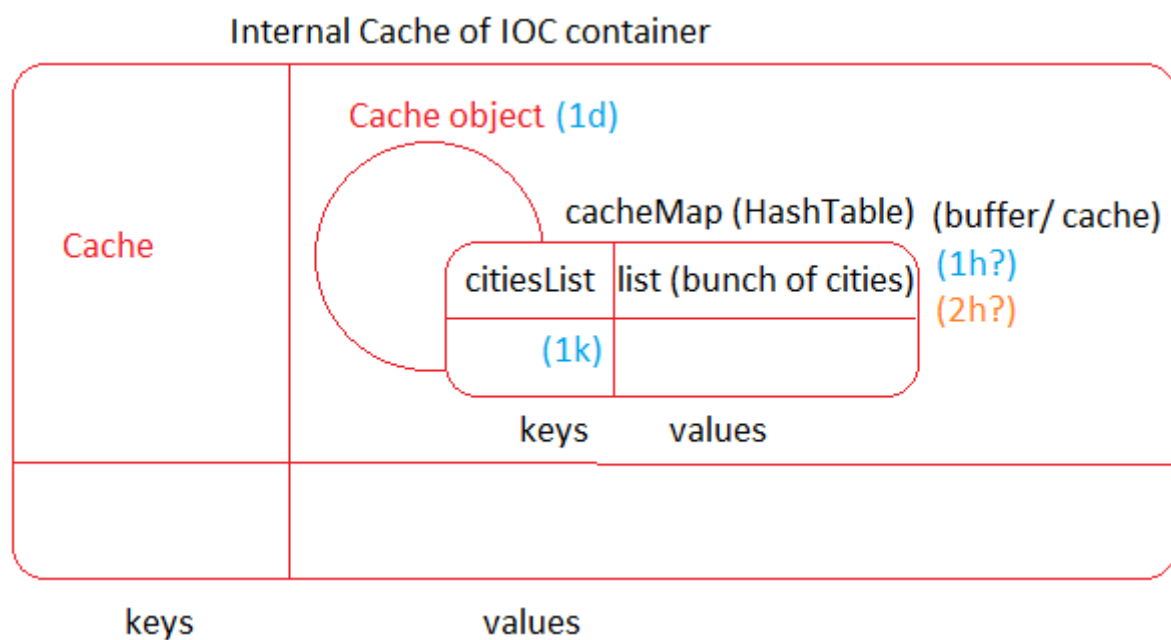 Internal Cache of IOC container
Cache object (1d)
cacheMap (HashTable) (buffer/ cache)
Cache
citiesList list (bunch of cities) (1h?)
(2h?)
(1k)
keys values
keys values